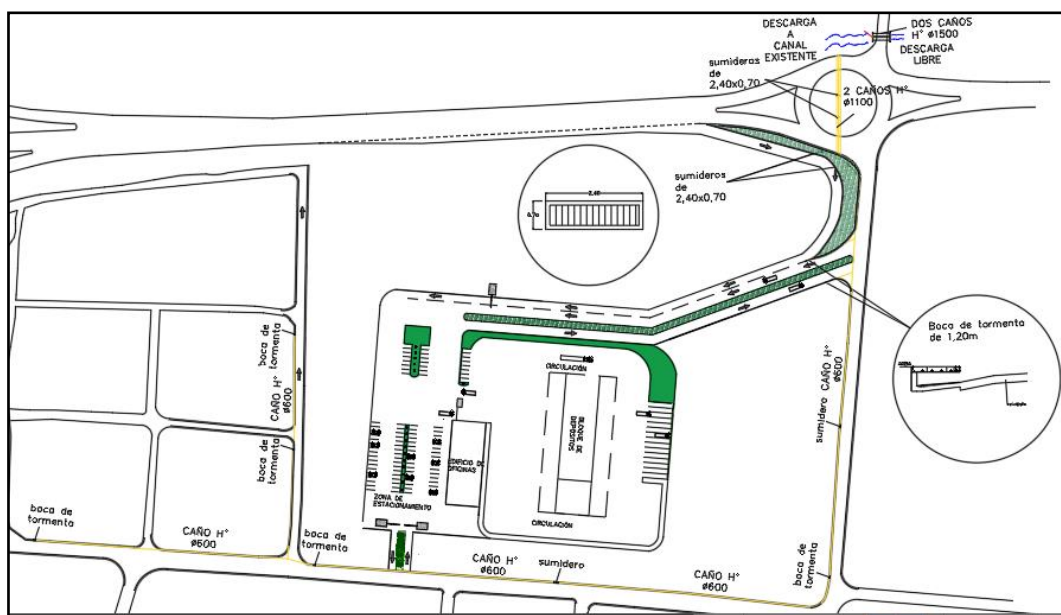 DESCARGA
A
CANAL
EXISTENTE
DOS CAÑOS
H° ø1500
DESCARGA
LIBRE
sumideros
de
2,40x0,70
2 CAÑOS H°
ø1100
sumideros
de
2,40x0,70
2,40
0,70
Boca de tormenta
de 1,20m
boca de
tormenta
CAÑO H°
ø600
boca de
tormenta
CIRCULACIÓN
BLOQUE DE
DEPOSITOS
EDIFICIO DE
OFICINAS
ZONA DE
ESTACIONAMIENTO
CIRCULACIÓN
CAÑO H°
ø600
sumidero
boca de
tormenta
CAÑO H°
ø600
boca de
tormenta
CAÑO H°
ø600
sumidero
CAÑO H°
ø600
boca de
tormenta